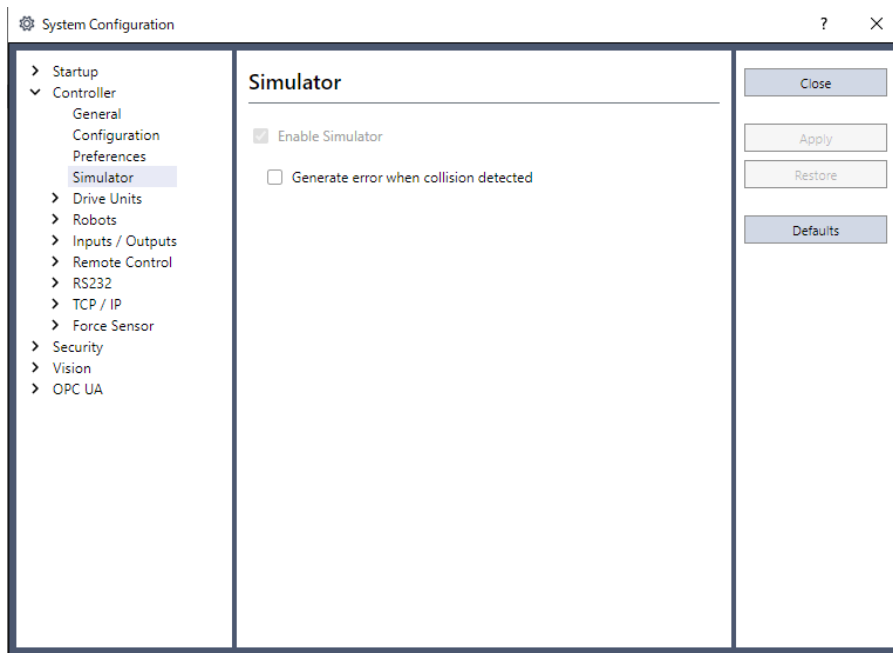 System Configuration
?
Startup
Controller
General
Configuration
Preferences
Simulator
Drive Units
Robots
Inputs / Outputs
Remote Control
RS232
TCP / IP
Force Sensor
Security
Vision
OPC UA
Simulator
Enable Simulator
Generate error when collision detected
Close
Apply
Restore
Defaults